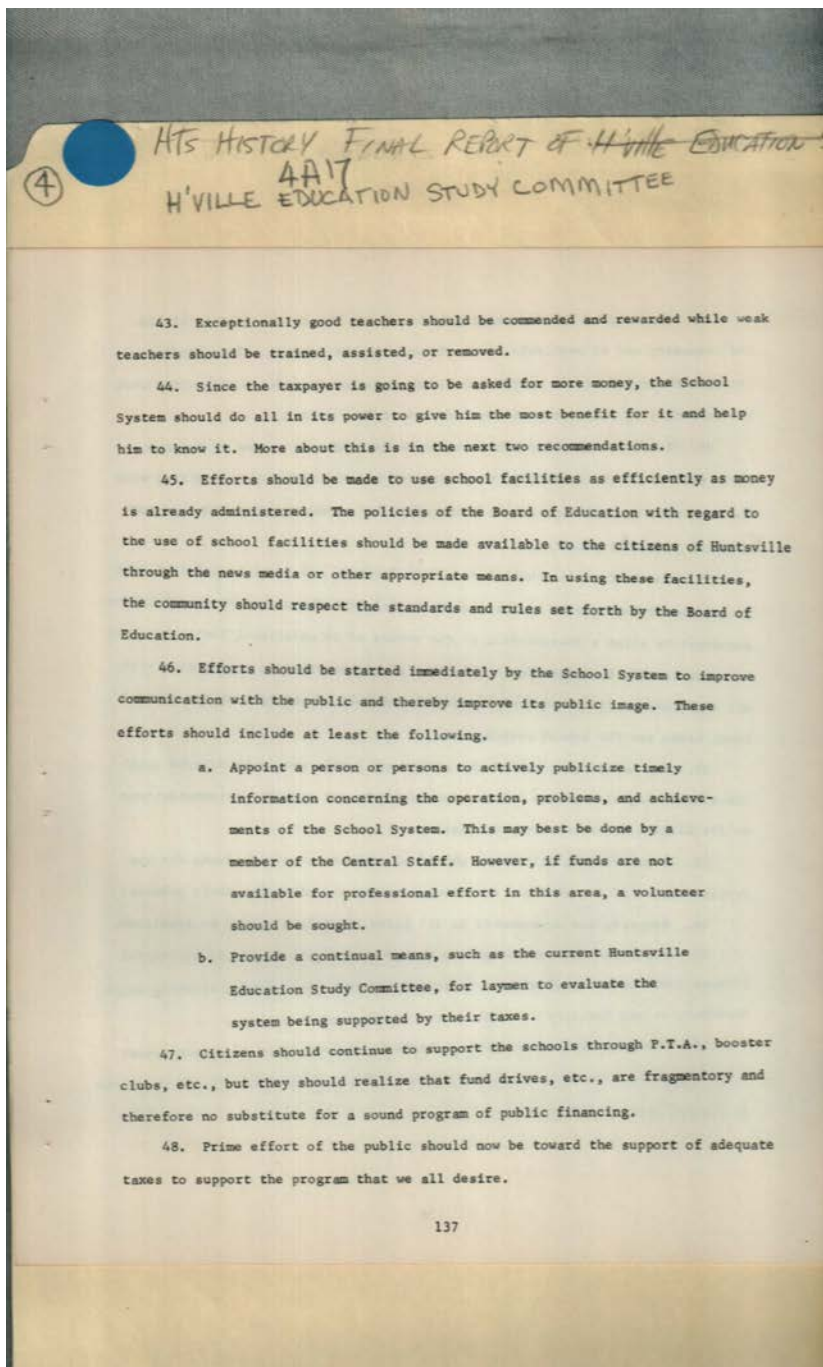 HTS HISTORY FINAL REPORT OF H'VILLE EDUCATION
4
4A17
H'VILLE EDUCATION STUDY COMMITTEE
43. Exceptionally good teachers should be commended and rewarded while weak
teachers should be trained, assisted, or removed.
44. Since the taxpayer is going to be asked for more money, the School
System should do all in its power to give him the most benefit for it and help
him to know it. More about this is in the next two recommendations.
45. Efforts should be made to use school facilities as efficiently as money
is already administered. The policies of the Board of Education with regard to
the use of school facilities should be made available to the citizens of Huntsville
through the news media or other appropriate means. In using these facilities,
the community should respect the standards and rules set forth by the Board of
Education.
46. Efforts should be started immediately by the School System to improve
communication with the public and thereby improve its public image. These
efforts should include at least the following.
a. Appoint a person or persons to actively publicize timely
information concerning the operation, problems, and achieve-
ments of the School System. This may best be done by a
member of the Central Staff. However, if funds are not
available for professional effort in this area, a volunteer
should be sought.
b. Provide a continual means, such as the current Huntsville
Education Study Committee, for laymen to evaluate the
system being supported by their taxes.
47. Citizens should continue to support the schools through P.T.A., booster
clubs, etc., but they should realize that fund drives, etc., are fragmentory and
therefore no substitute for a sound program of public financing.
48. Prime effort of the public should now be toward the support of adequate
taxes to support the program that we all desire.
137